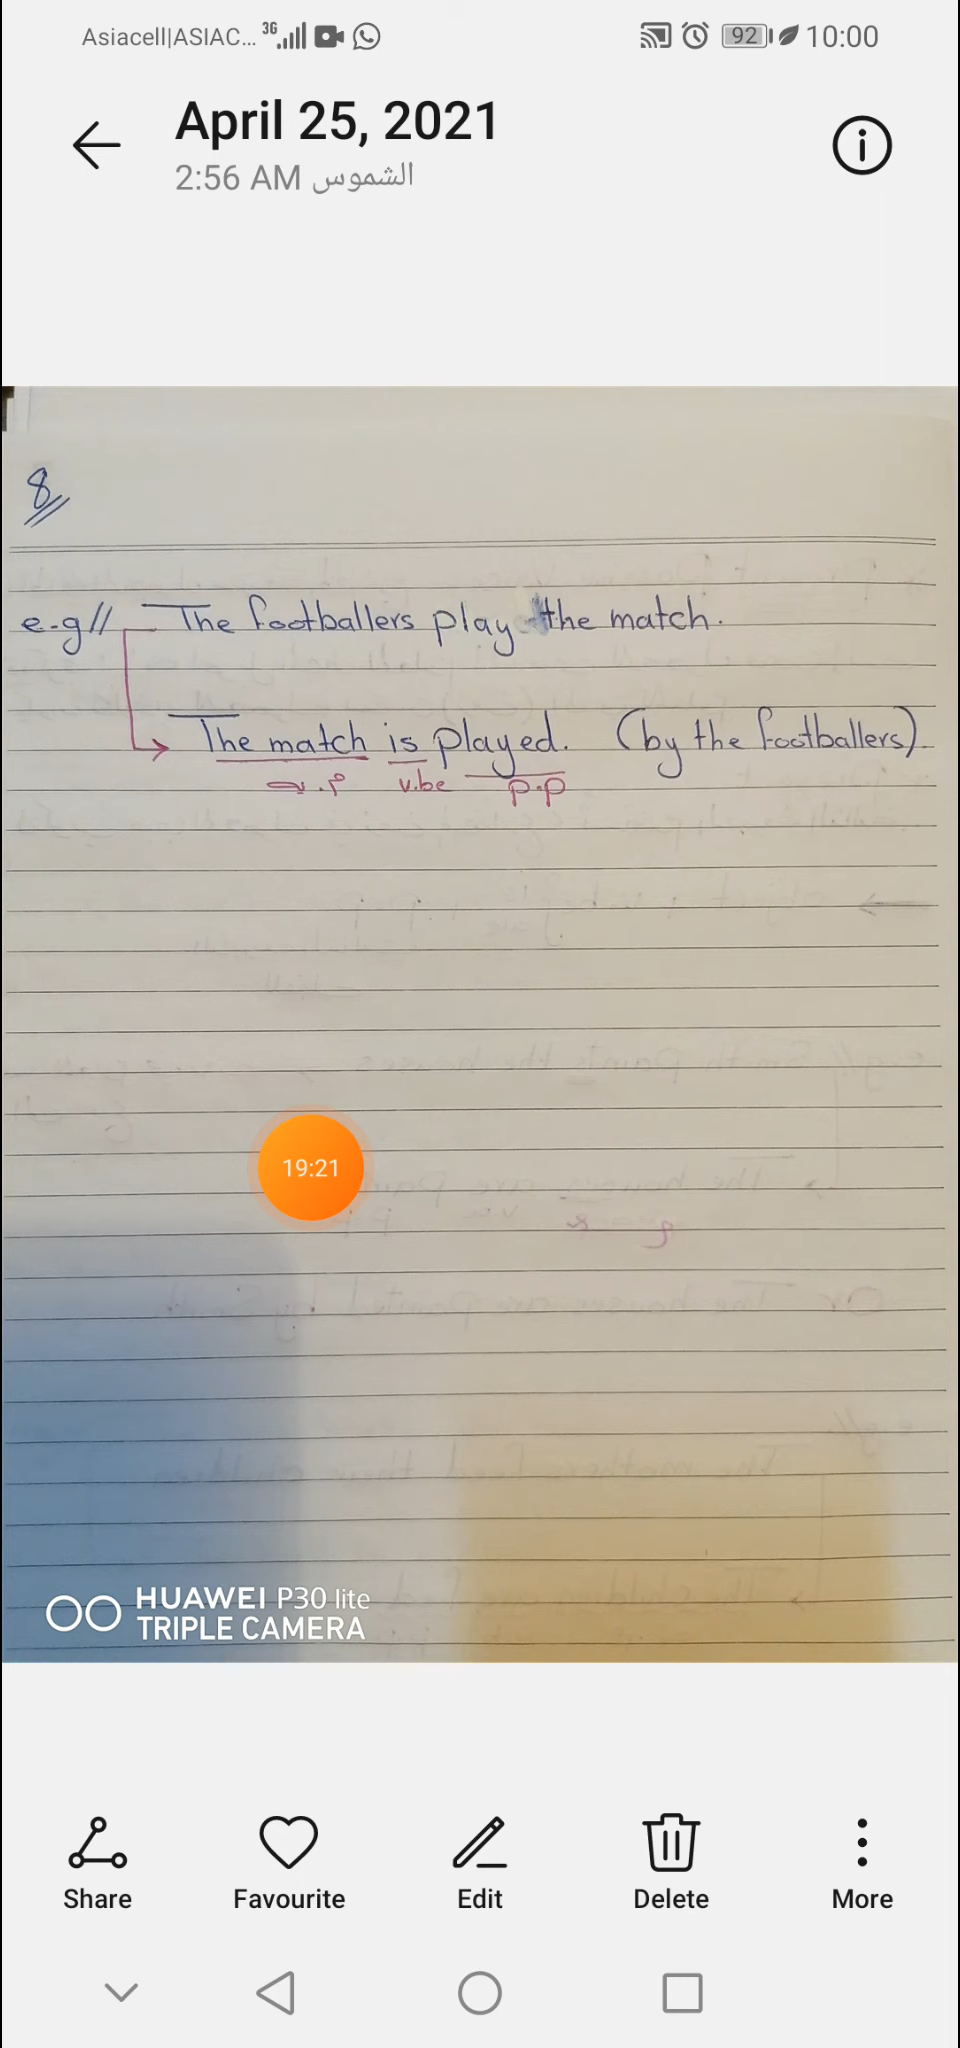 Asiacell|ASIAC... 3G 92 10:00
April 25, 2021
2:56 AM الشموس
8
e.g// The footballers play the match.
The match is played. (by the footballers).
م. به v.be p.p
19:21
HUAWEI P30 lite
TRIPLE CAMERA
Share Favourite Edit Delete More